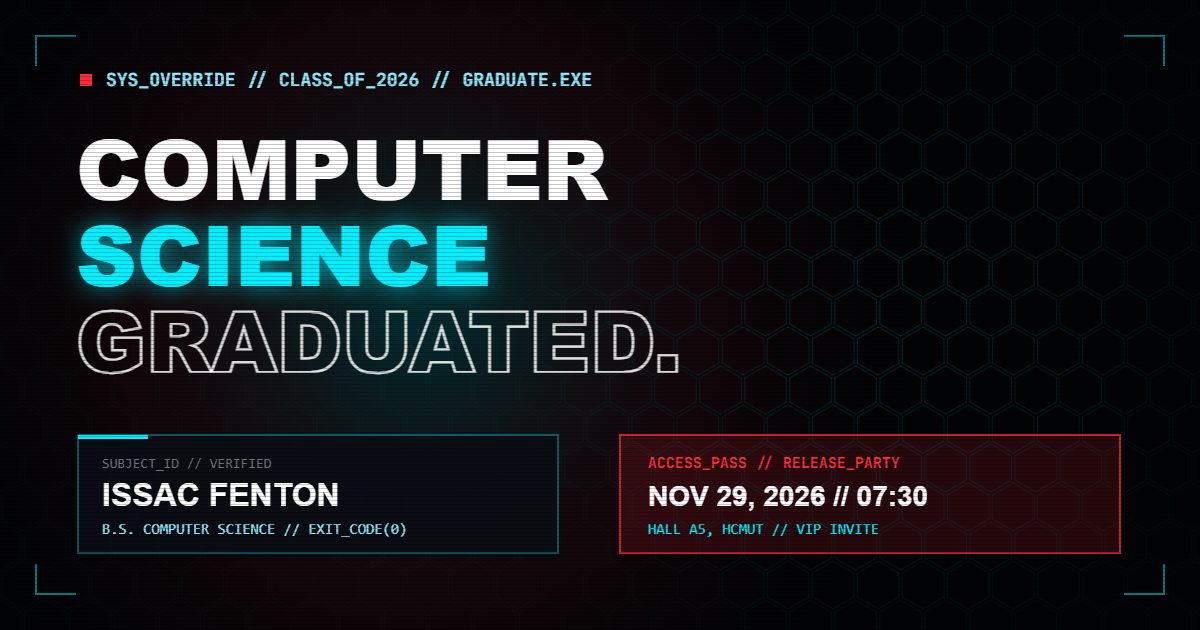 SYS_OVERRIDE // CLASS_OF_2026 // GRADUATE.EXE
COMPUTER
SCIENCE
GRADUATED.
SUBJECT_ID // VERIFIED
ISSAC FENTON
B.S. COMPUTER SCIENCE // EXIT_CODE(0)
ACCESS_PASS // RELEASE_PARTY
NOV 29, 2026 // 07:30
HALL A5, HCMUT // VIP INVITE